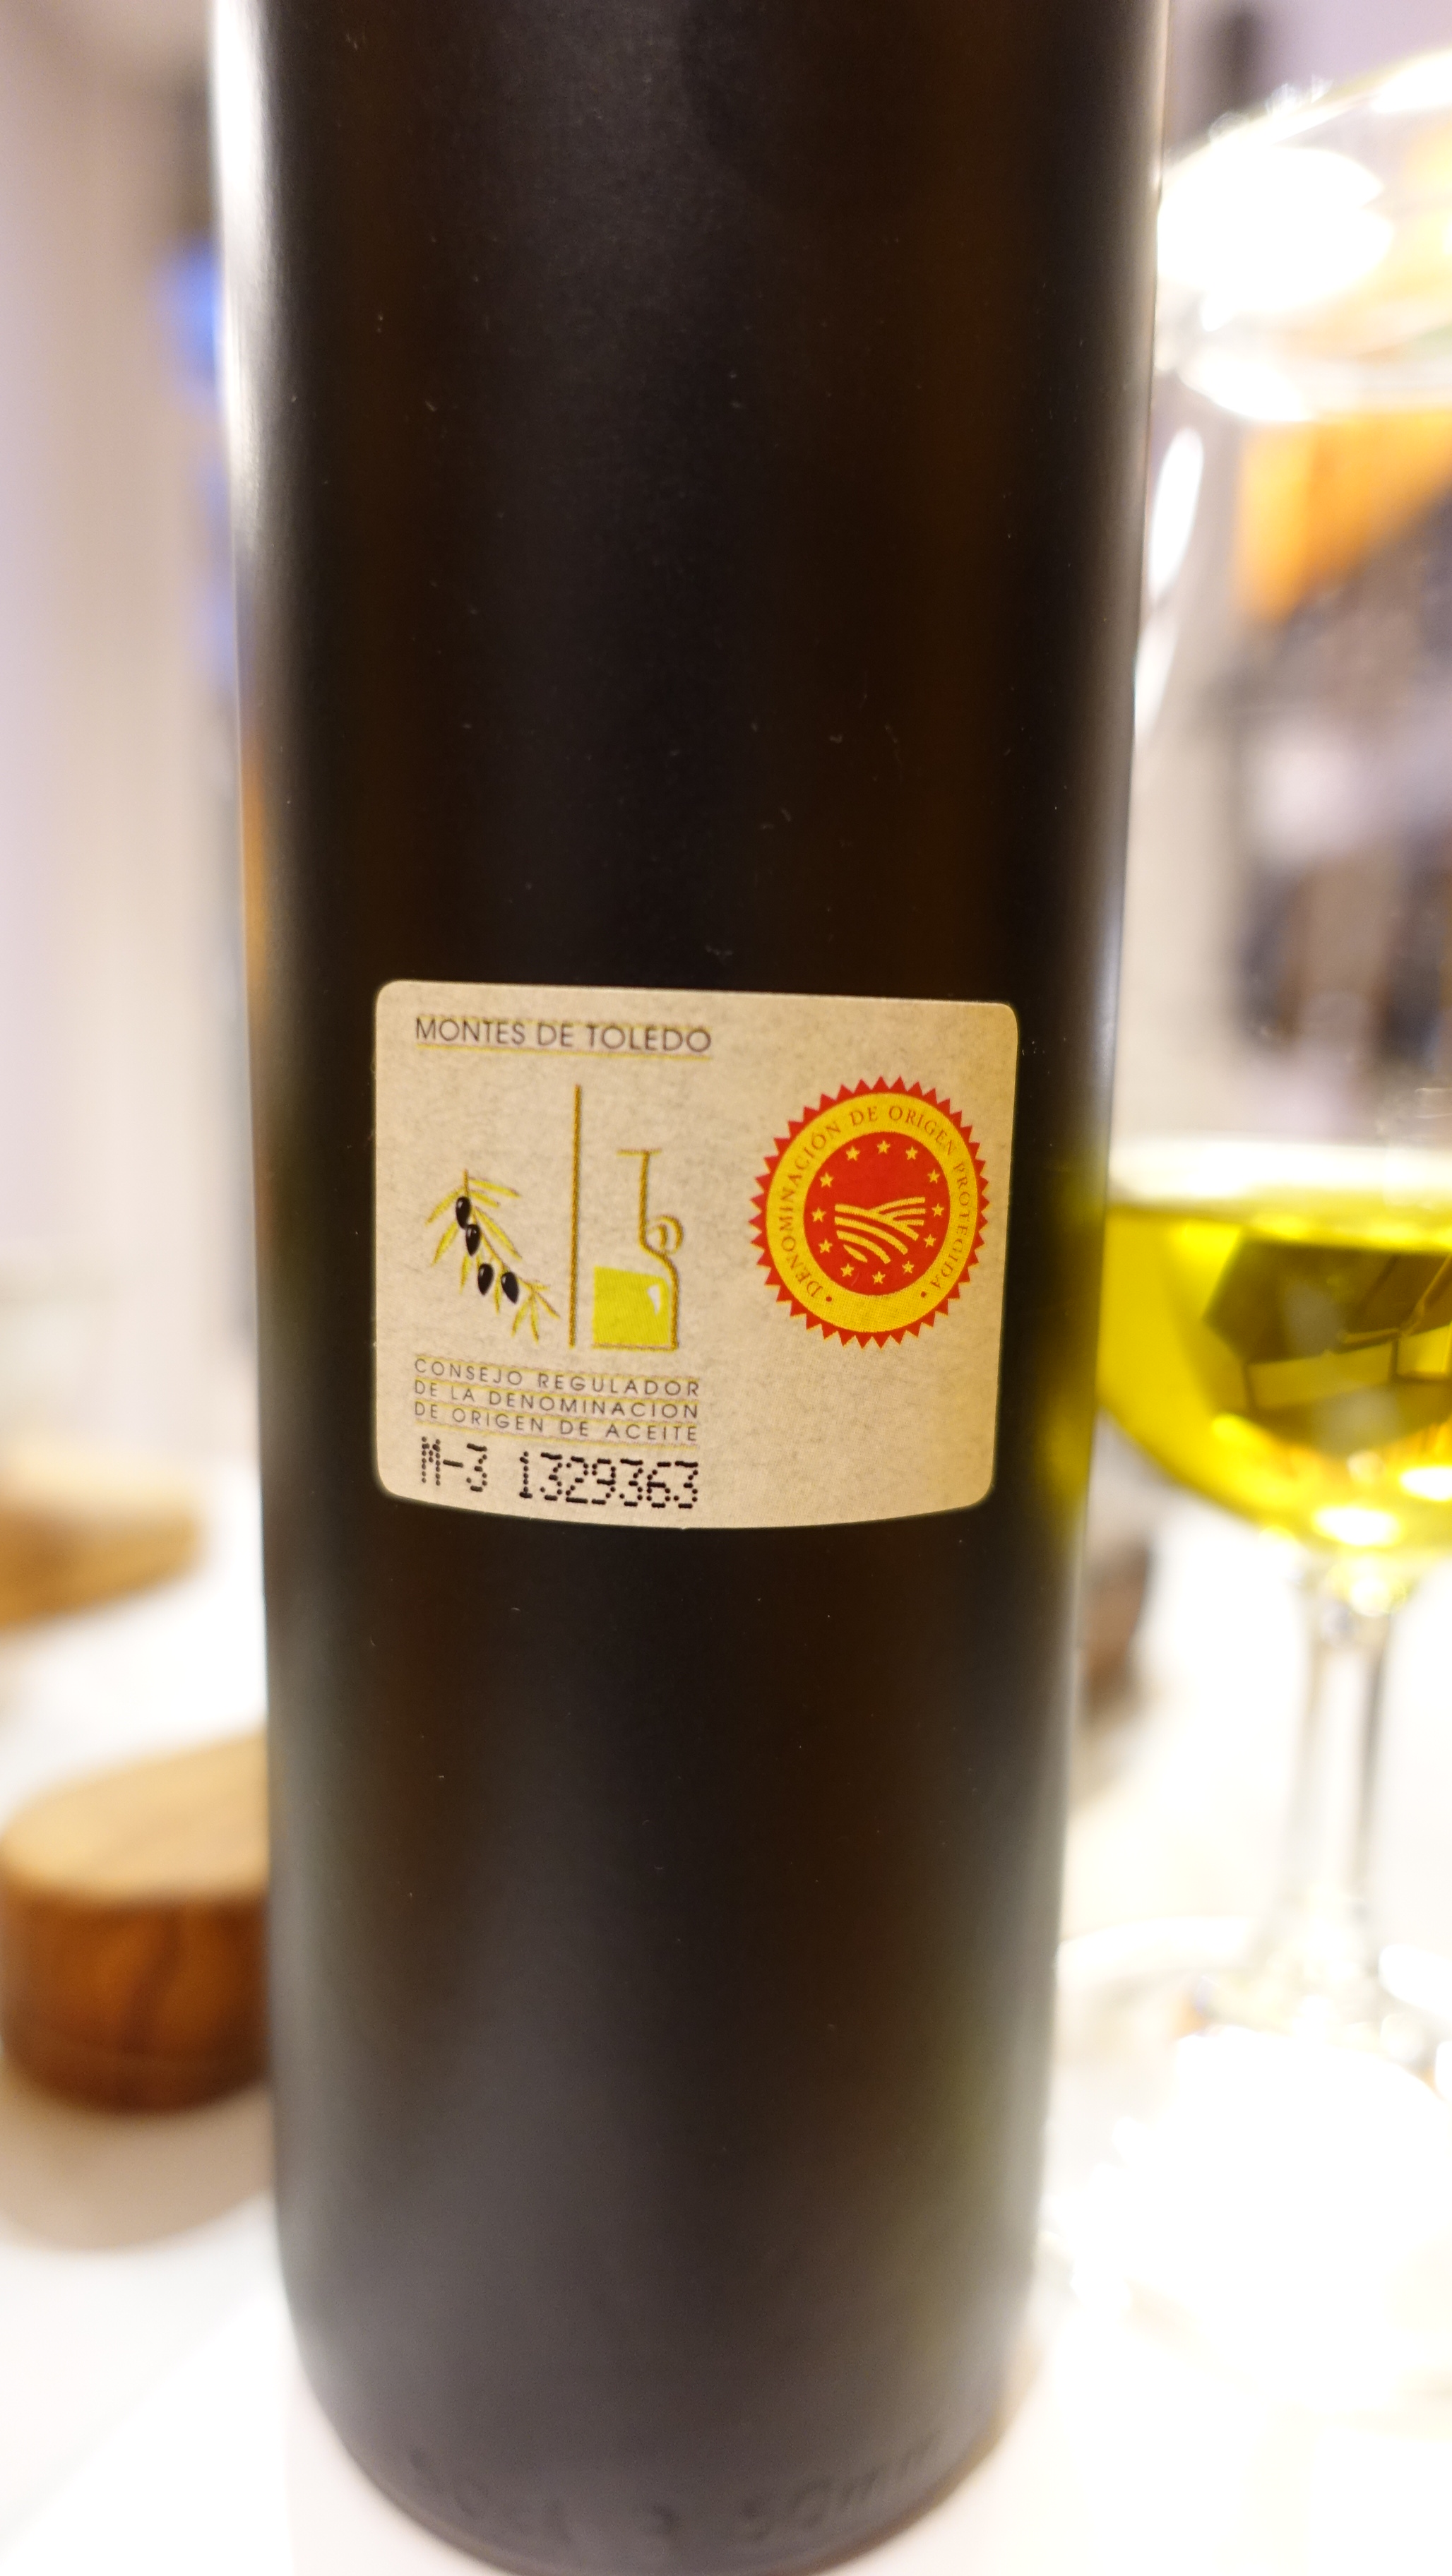 MONTES DE TOLEDO
DENOMINACIÓN DE ORIGEN PROTEGIDA
CONSEJO REGULADOR
DE LA DENOMINACION
DE ORIGEN DE ACEITE
M-3 1329363